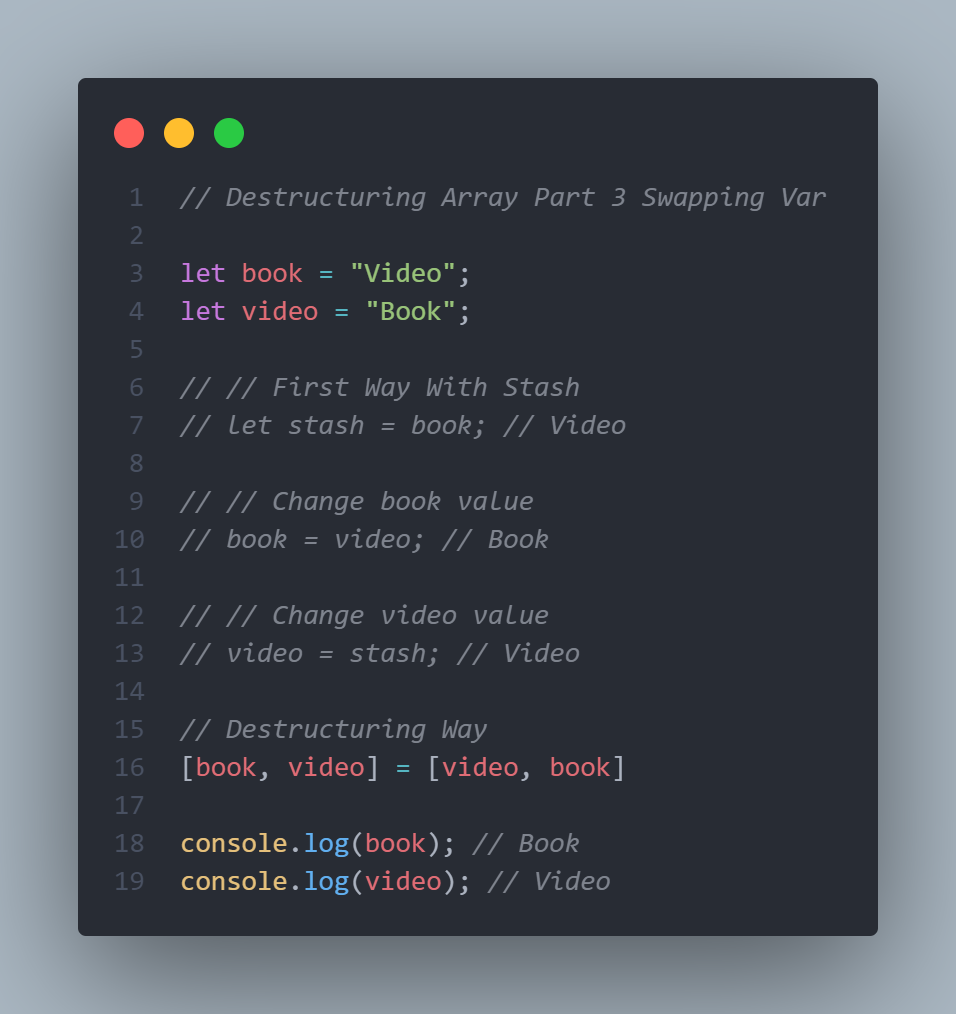 1 // Destructuring Array Part 3 Swapping Var
2
3 let book = "Video";
4 let video = "Book";
5
6 // // First Way With Stash
7 // let stash = book; // Video
8
9 // // Change book value
10 // book = video; // Book
11
12 // // Change video value
13 // video = stash; // Video
14
15 // Destructuring Way
16 [book, video] = [video, book]
17
18 console.log(book); // Book
19 console.log(video); // Video